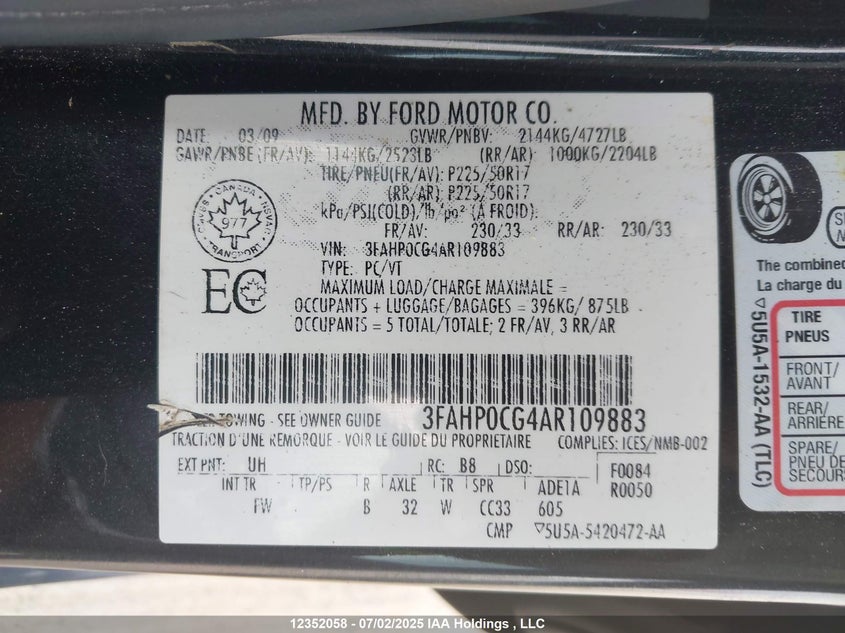 MFD. BY FORD MOTOR CO.
DATE: 03/09 GVWR/PNBV: 2144KG/4727LB
GAWR/PNBE (FR/AV): 1144KG/2523LB (RR/AR) 1000KG/2204LB
TIRE/PNEU(FR/AV): P225/50R17
(RR/AR): P225/50R17
kPa/PSI(COLD)/lb/po² (À FROID):
FR/AV: 230/33 RR/AR: 230/33
VIN: 3FAHP0CG4AR109883
TYPE: PC/VT
MAXIMUM LOAD/CHARGE MAXIMALE =
OCCUPANTS + LUGGAGE/BAGAGES = 396KG/ 875LB
OCCUPANTS = 5 TOTAL/TOTALE; 2 FR/AV, 3 RR/AR
CANADA
977
TRANSPORT
EC
TOWING - SEE OWNER GUIDE 3FAHP0CG4AR109883
TRACTION D'UNE REMORQUE - VOIR LE GUIDE DU PROPRIETAIRE COMPLIES: ICES/NMB-002
EXT PNT: UH RC: B8 DSO: F0084
INT TR TP/PS R AXLE TR SPR ADE1A R0050
FW B 32 W CC33 605
CMP ▽5U5A-5420472-AA
The combined
La charge du
TIRE
PNEUS
FRONT/
AVANT
REAR/
ARRIÈRE
SPARE/
PNEU DE
SECOURS
▽5U5A-1532-AA (TLC)
12352058 - 07/02/2025 IAA Holdings , LLC